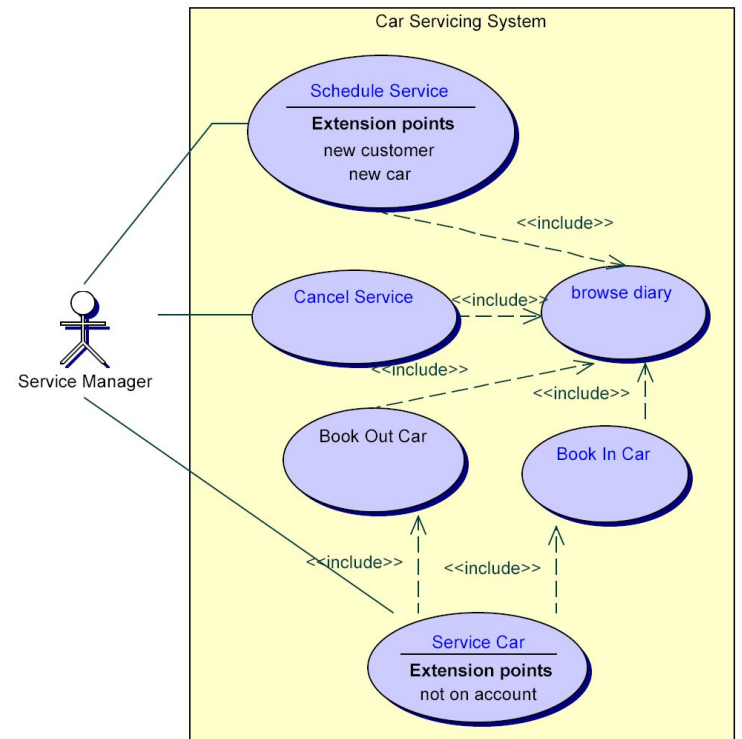 Car Servicing System
Schedule Service
Extension points
new customer
new car
<<include>>
Cancel Service
<<include>>
browse diary
Service Manager
<<include>>
<<include>>
Book Out Car
Book In Car
<<include>>
<<include>>
Service Car
Extension points
not on account